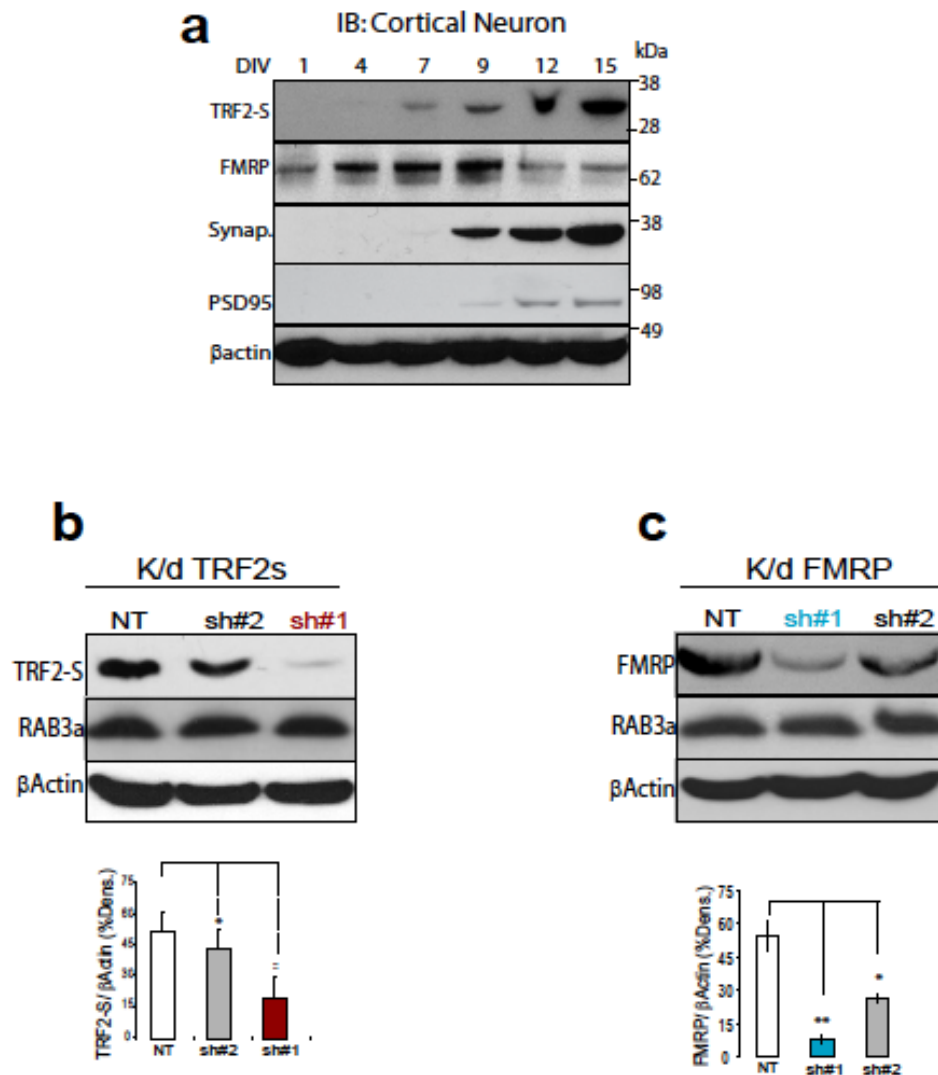 a
IB: Cortical Neuron
DIV 1 4 7 9 12 15 kDa
38
TRF2-S
28
FMRP
62
Synap. 38
PSD95 98
49
βactin
b
K/d TRF2s
NT sh#2 sh#1
TRF2-S
RAB3a
βActin
TRF2-S/ βActin (%Dens.)
75
60
45
30
15
0
*
NT sh#2 sh#1
c
K/d FMRP
NT sh#1 sh#2
FMRP
RAB3a
βActin
FMRP/ βActin (%Dens.)
75
60
45
30
15
0
** *
NT sh#1 sh#2